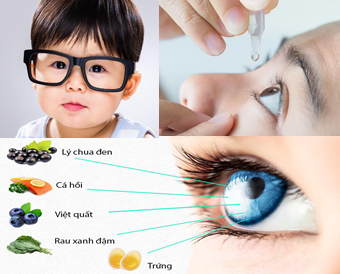 Lý chua đen
Cá hồi
Việt quất
Rau xanh đậm
Trứng